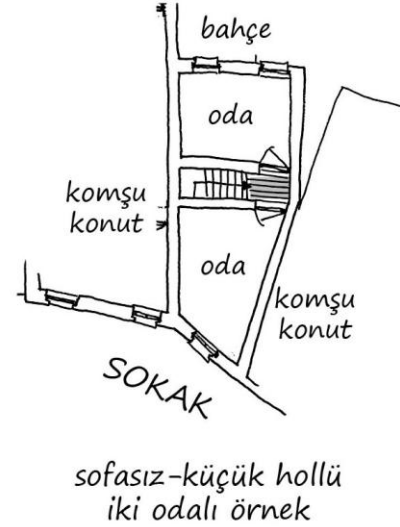 bahçe
oda
komşu
konut
oda
komşu
konut
SOKAK
sofasız-küçük hollü
iki odalı örnek